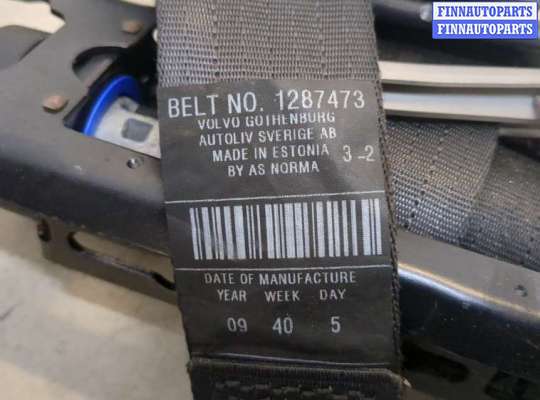 FINNAUTOPARTS
FINNAUTOPARTS
BELT NO. 1287473
VOLVO GOTHENBURG
AUTOLIV SVERIGE AB
MADE IN ESTONIA 3-2
BY AS NORMA
DATE OF MANUFACTURE
YEAR WEEK DAY
09 40 5